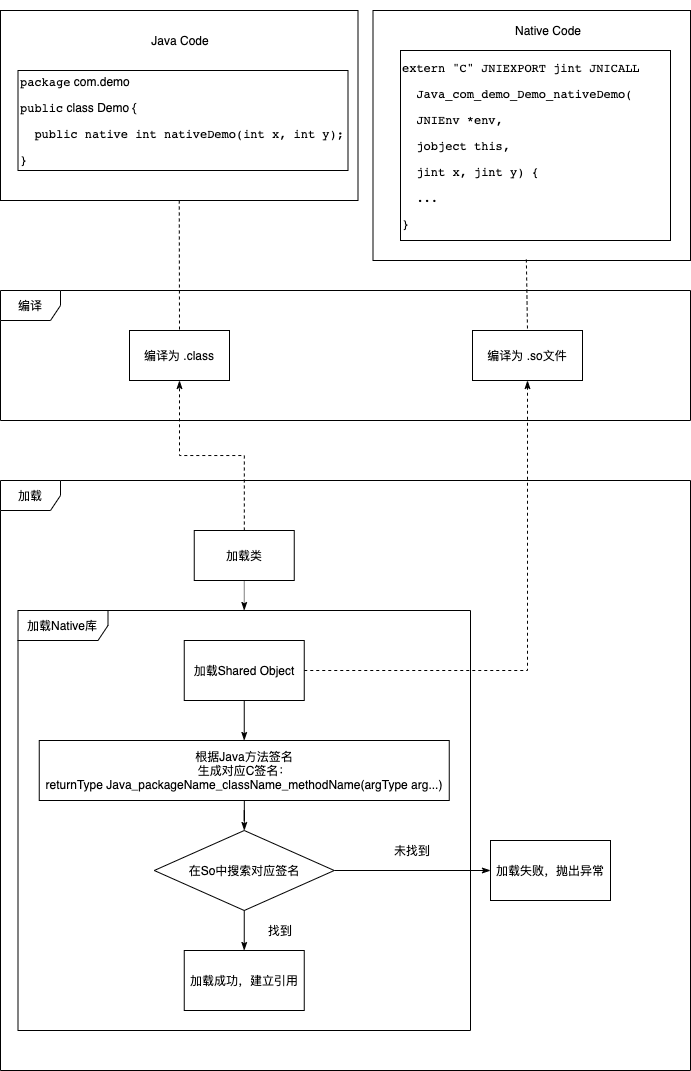 Java Code
package com.demo
public class Demo {
public native int nativeDemo(int x, int y);
}
Native Code
extern "C" JNIEXPORT jint JNICALL
Java_com_demo_Demo_nativeDemo(
JNIEnv *env,
jobject this,
jint x, jint y) {
...
}
编译
编译为 .class
编译为 .so文件
加载
加载类
加载Native库
加载Shared Object
根据Java方法签名
生成对应C签名：
returnType Java_packageName_className_methodName(argType arg...)
在So中搜索对应签名
未找到
加载失败，抛出异常
找到
加载成功，建立引用